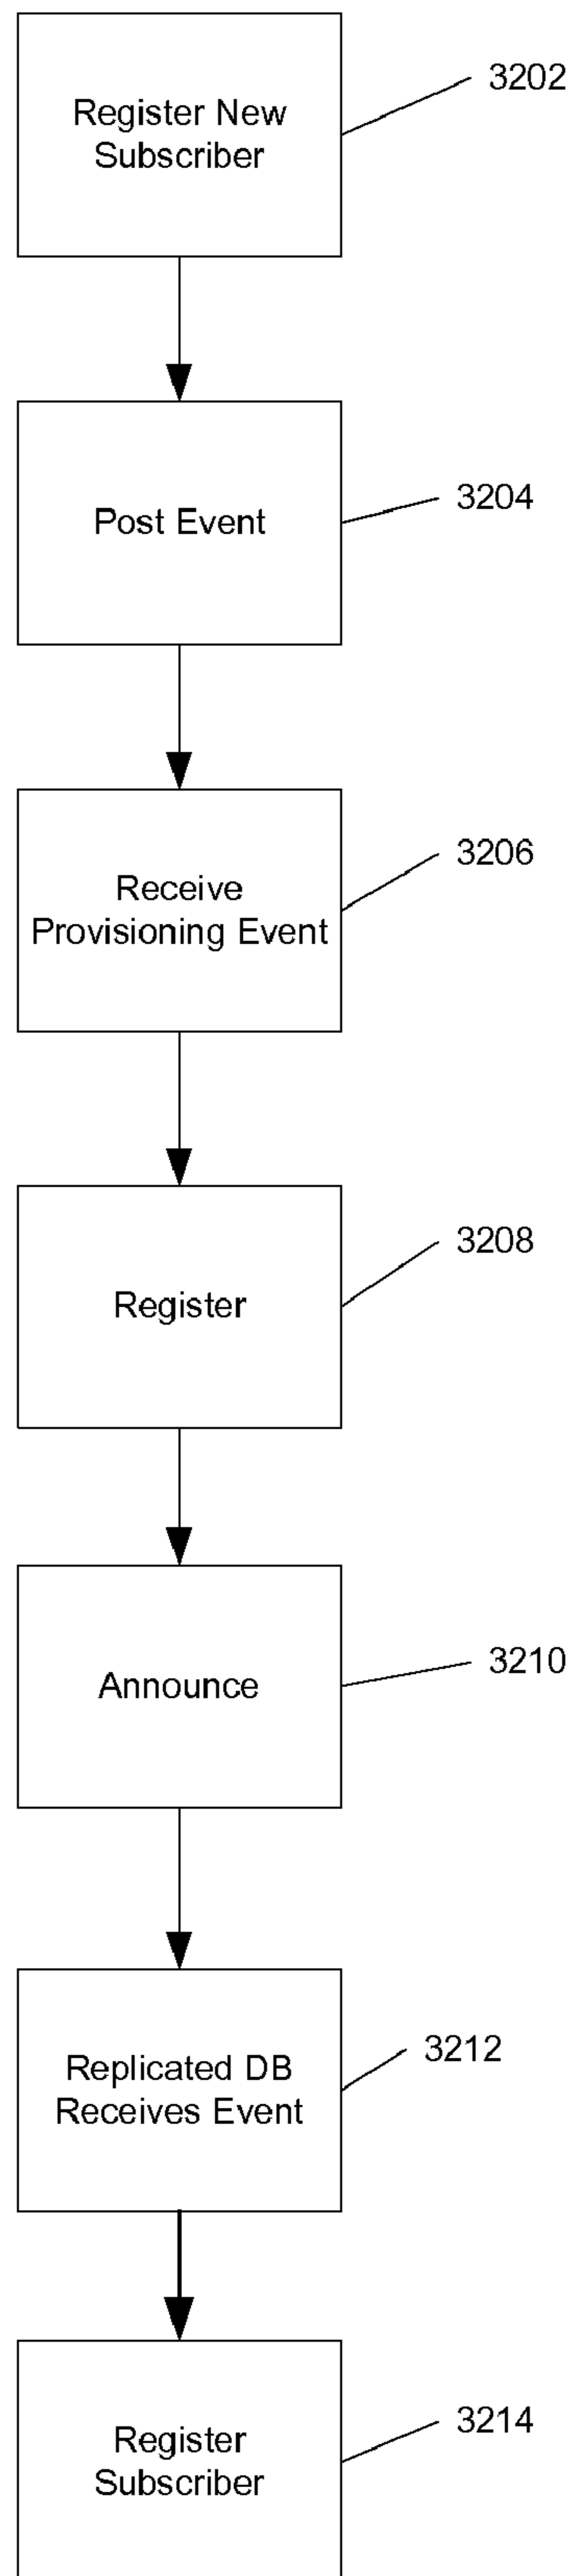 Register New
Subscriber
3202
Post Event
3204
Receive
Provisioning Event
3206
Register
3208
Announce
3210
Replicated DB
Receives Event
3212
Register
Subscriber
3214